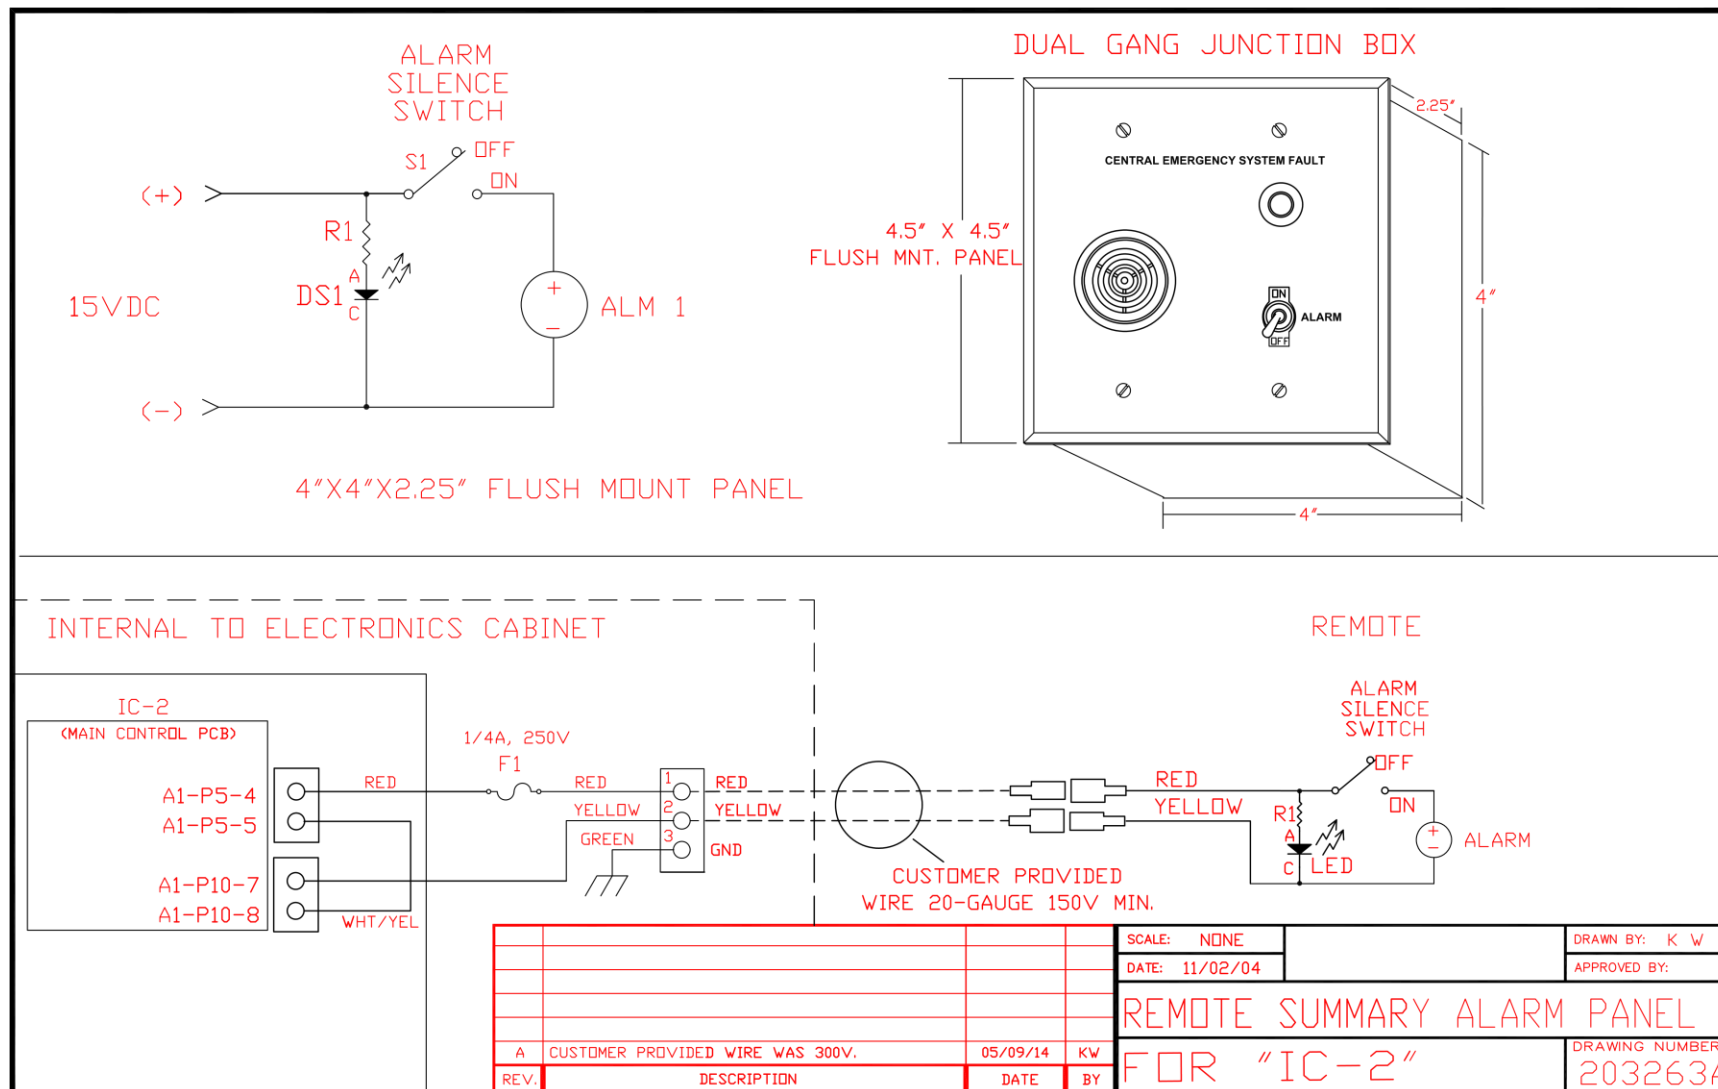 ALARM
SILENCE
SWITCH
S1
OFF
ON
(+)
R1
A
DS1
C
15VDC
+
−
ALM 1
(-)
4"X4"X2.25" FLUSH MOUNT PANEL
DUAL GANG JUNCTION BOX
2.25"
CENTRAL EMERGENCY SYSTEM FAULT
4.5" X 4.5"
FLUSH MNT. PANEL
ON
ALARM
OFF
4"
4"
INTERNAL TO ELECTRONICS CABINET
REMOTE
IC-2
(MAIN CONTROL PCB)
A1-P5-4
A1-P5-5
A1-P10-7
A1-P10-8
RED
WHT/YEL
1/4A, 250V
F1
RED
YELLOW
GREEN
1
2
3
RED
YELLOW
GND
CUSTOMER PROVIDED
WIRE 20-GAUGE 150V MIN.
RED
YELLOW
ALARM
SILENCE
SWITCH
OFF
ON
R1
A
C
LED
+
−
ALARM
A CUSTOMER PROVIDED WIRE WAS 300V. 05/09/14 KW
REV. DESCRIPTION DATE BY
SCALE: NONE
DATE: 11/02/04
DRAWN BY: K W
APPROVED BY:
REMOTE SUMMARY ALARM PANEL
FOR "IC-2"
DRAWING NUMBER
203263A